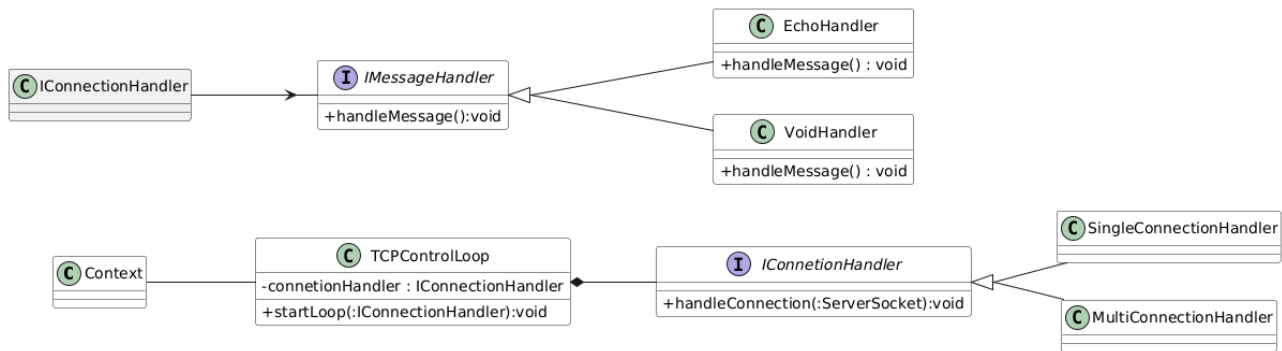 C EchoHandler
+handleMessage() : void
C IConnectionHandler
I IMessageHandler
+handleMessage():void
C VoidHandler
+handleMessage() : void
C Context
C TCPControlLoop
-connetionHandler : IConnectionHandler
+startLoop(:IConnectionHandler):void
I IConnetionHandler
+handleConnection(:ServerSocket):void
C SingleConnectionHandler
C MultiConnectionHandler